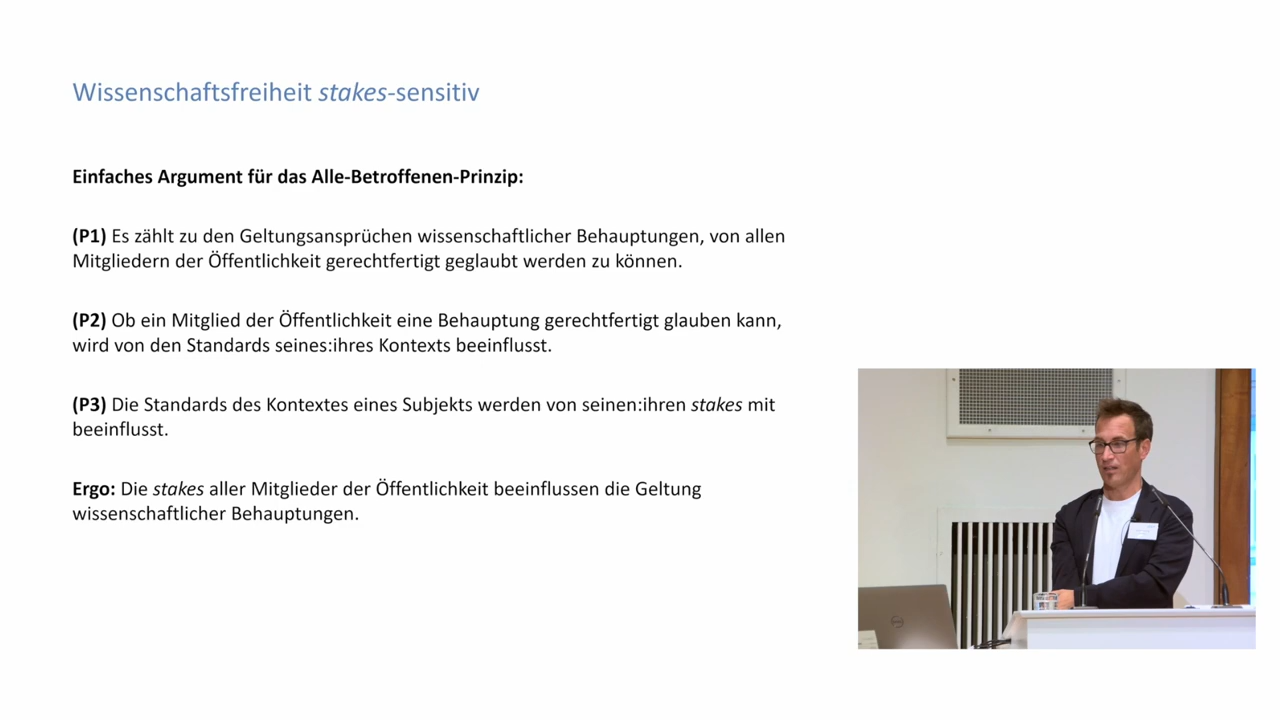 Wissenschaftsfreiheit stakes-sensitiv
Einfaches Argument für das Alle-Betroffenen-Prinzip:
(P1) Es zählt zu den Geltungsansprüchen wissenschaftlicher Behauptungen, von allen
Mitgliedern der Öffentlichkeit gerechtfertigt geglaubt werden zu können.
(P2) Ob ein Mitglied der Öffentlichkeit eine Behauptung gerechtfertigt glauben kann,
wird von den Standards seines:ihres Kontexts beeinflusst.
(P3) Die Standards des Kontextes eines Subjekts werden von seinen:ihren stakes mit
beeinflusst.
Ergo: Die stakes aller Mitglieder der Öffentlichkeit beeinflussen die Geltung
wissenschaftlicher Behauptungen.